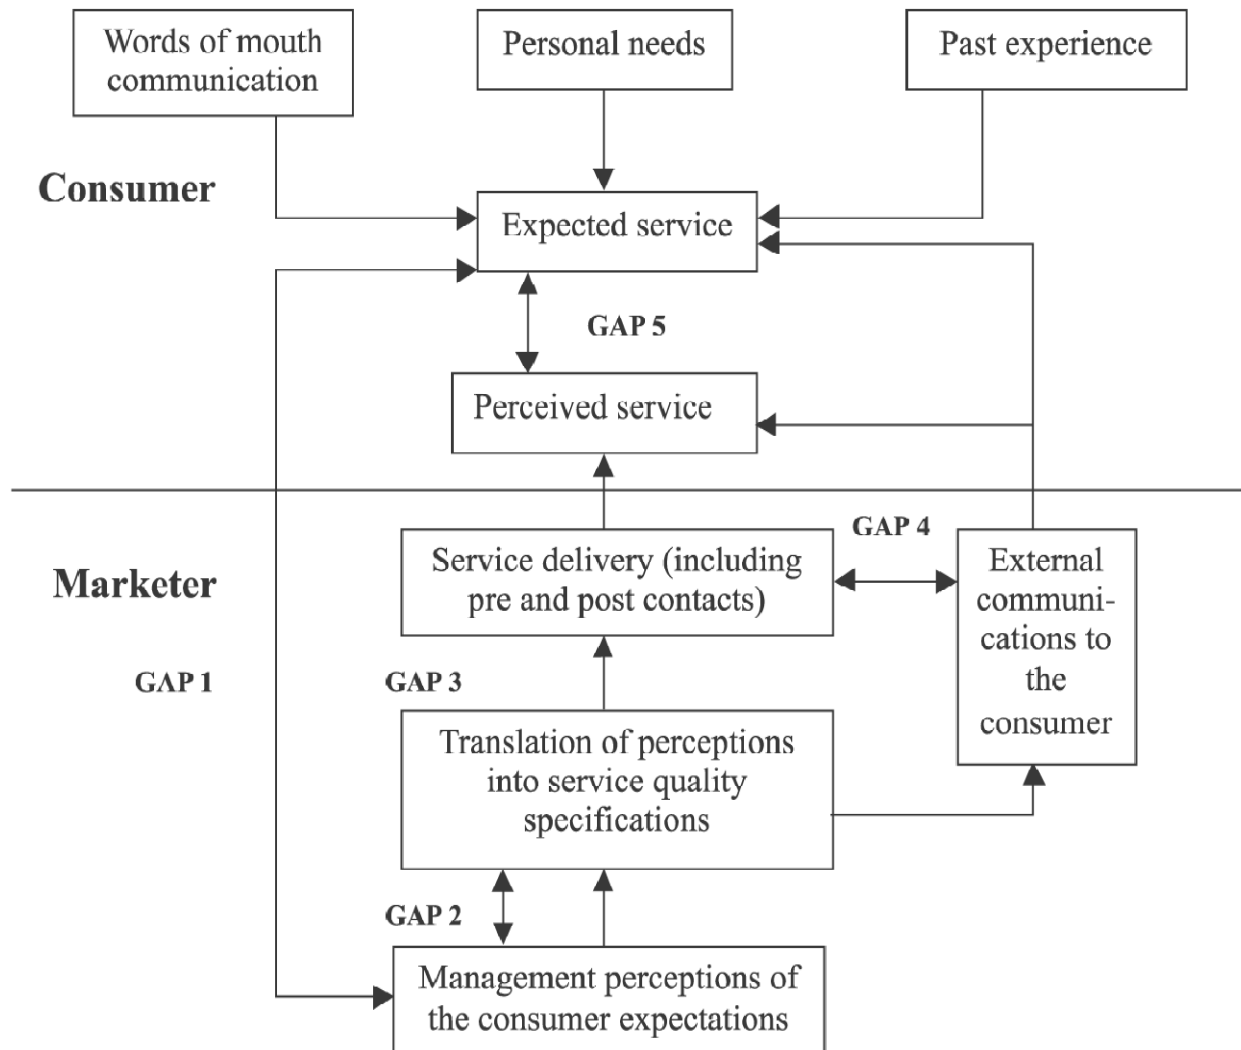 Words of mouth
communication
Personal needs
Past experience
Consumer
Expected service
GAP 5
Perceived service
GAP 4
Marketer
Service delivery (including
pre and post contacts)
External
communi-
cations to
the
consumer
GAP 1
GAP 3
Translation of perceptions
into service quality
specifications
GAP 2
Management perceptions of
the consumer expectations